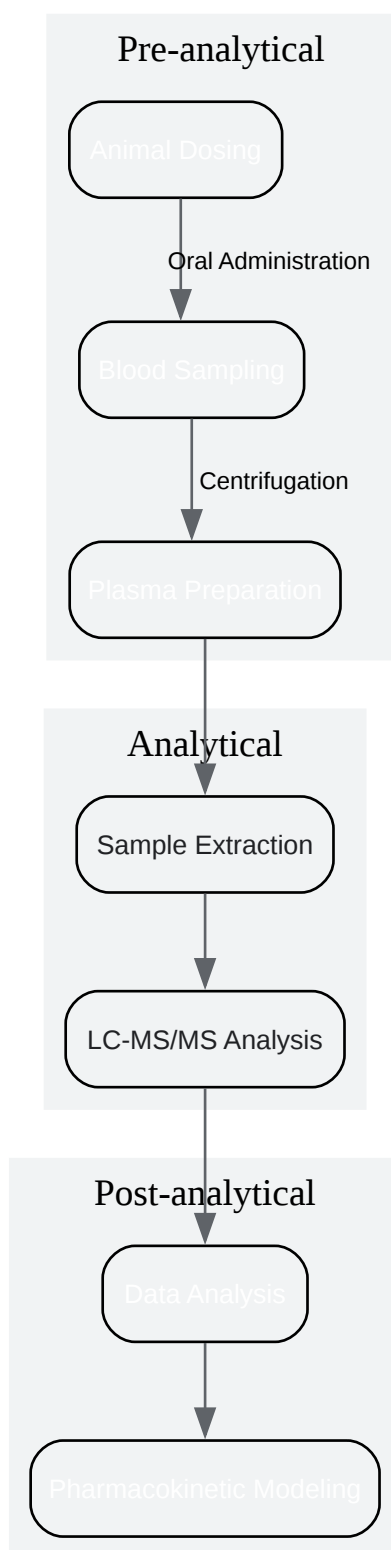 Pre-analytical
Animal Dosing
Oral Administration
Blood Sampling
Centrifugation
Plasma Preparation
Analytical
Sample Extraction
LC-MS/MS Analysis
Post-analytical
Data Analysis
Pharmacokinetic Modeling